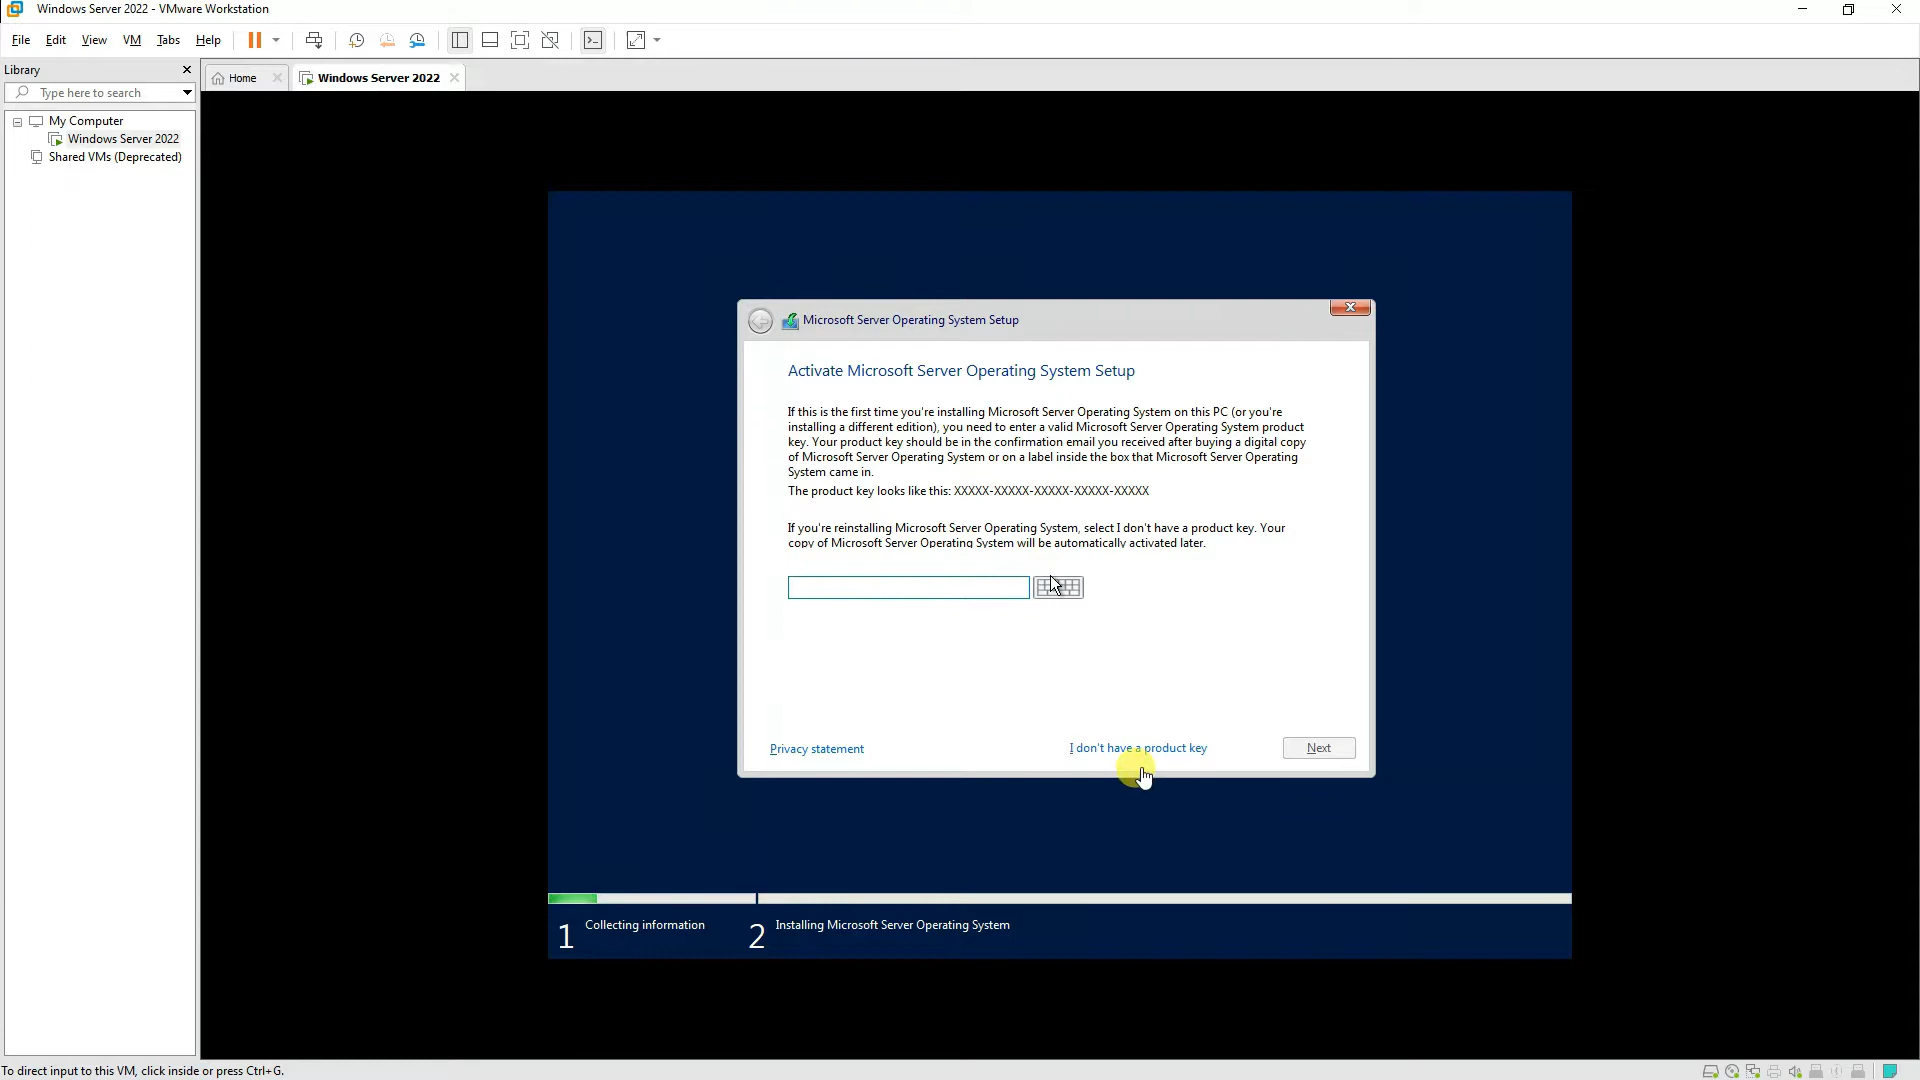 Windows Server 2022 - VMware Workstation
File Edit View VM Tabs Help
Library
Home
Windows Server 2022
Type here to search
My Computer
Windows Server 2022
Shared VMs (Deprecated)
Microsoft Server Operating System Setup
Activate Microsoft Server Operating System Setup
If this is the first time you're installing Microsoft Server Operating System on this PC (or you're
installing a different edition), you need to enter a valid Microsoft Server Operating System product
key. Your product key should be in the confirmation email you received after buying a digital copy
of Microsoft Server Operating System or on a label inside the box that Microsoft Server Operating
System came in.
The product key looks like this: XXXXX-XXXXX-XXXXX-XXXXX-XXXXX
If you're reinstalling Microsoft Server Operating System, select I don't have a product key. Your
copy of Microsoft Server Operating System will be automatically activated later.
Privacy statement
I don't have a product key
Next
1 Collecting information
2 Installing Microsoft Server Operating System
To direct input to this VM, click inside or press Ctrl+G.